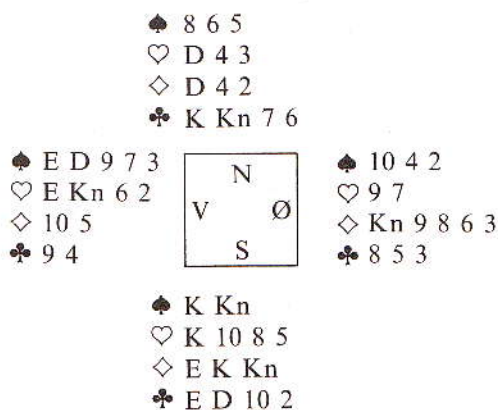 ♠ 8 6 5
♡ D 4 3
♢ D 4 2
♣ K Kn 7 6
♠ E D 9 7 3
♡ E Kn 6 2
♢ 10 5
♣ 9 4
N
V Ø
S
♠ 10 4 2
♡ 9 7
♢ Kn 9 8 6 3
♣ 8 5 3
♠ K Kn
♡ K 10 8 5
♢ E K Kn
♣ E D 10 2